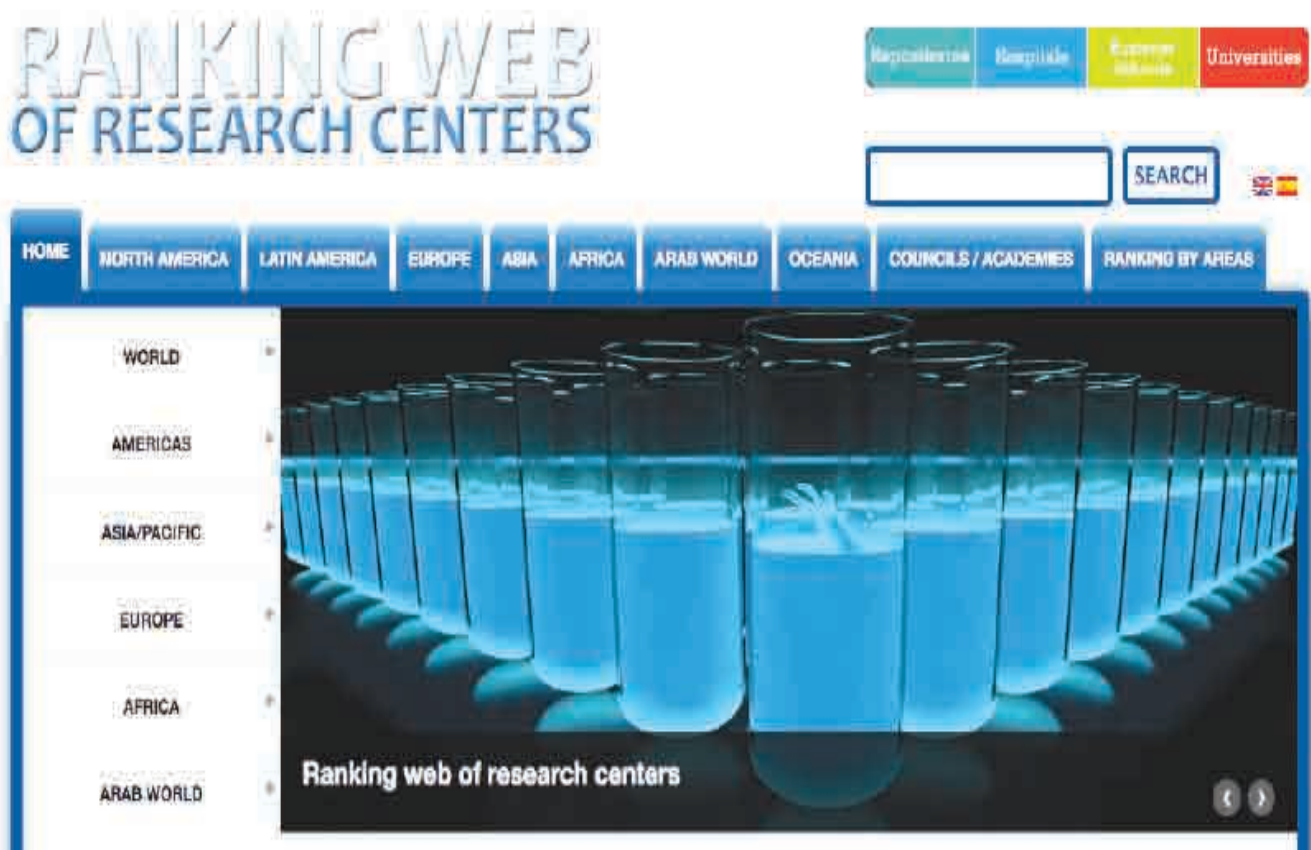 RANKING WEB
OF RESEARCH CENTERS
Repositories Hospitals Business Schools Universities
SEARCH
HOME NORTH AMERICA LATIN AMERICA EUROPE ASIA AFRICA ARAB WORLD OCEANIA COUNCILS / ACADEMIES RANKING BY AREAS
WORLD
AMERICAS
ASIA/PACIFIC
EUROPE
AFRICA
ARAB WORLD
Ranking web of research centers